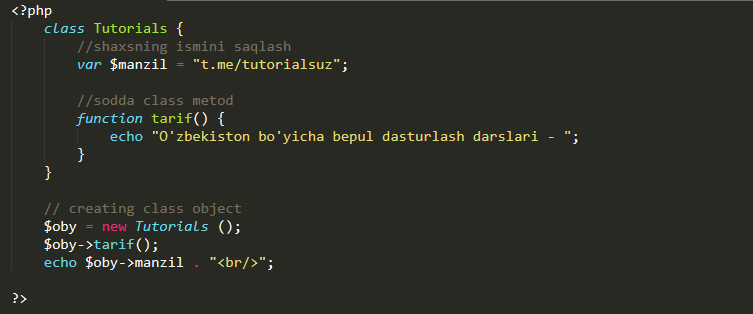 <?php
class Tutorials {
//shaxsning ismini saqlash
var $manzil = "t.me/tutorialsuz";
//sodda class metod
function tarif() {
echo "O'zbekiston bo'yicha bepul dasturlash darslari - ";
}
}
// creating class object
$oby = new Tutorials ();
$oby->tarif();
echo $oby->manzil . "<br/>";
?>